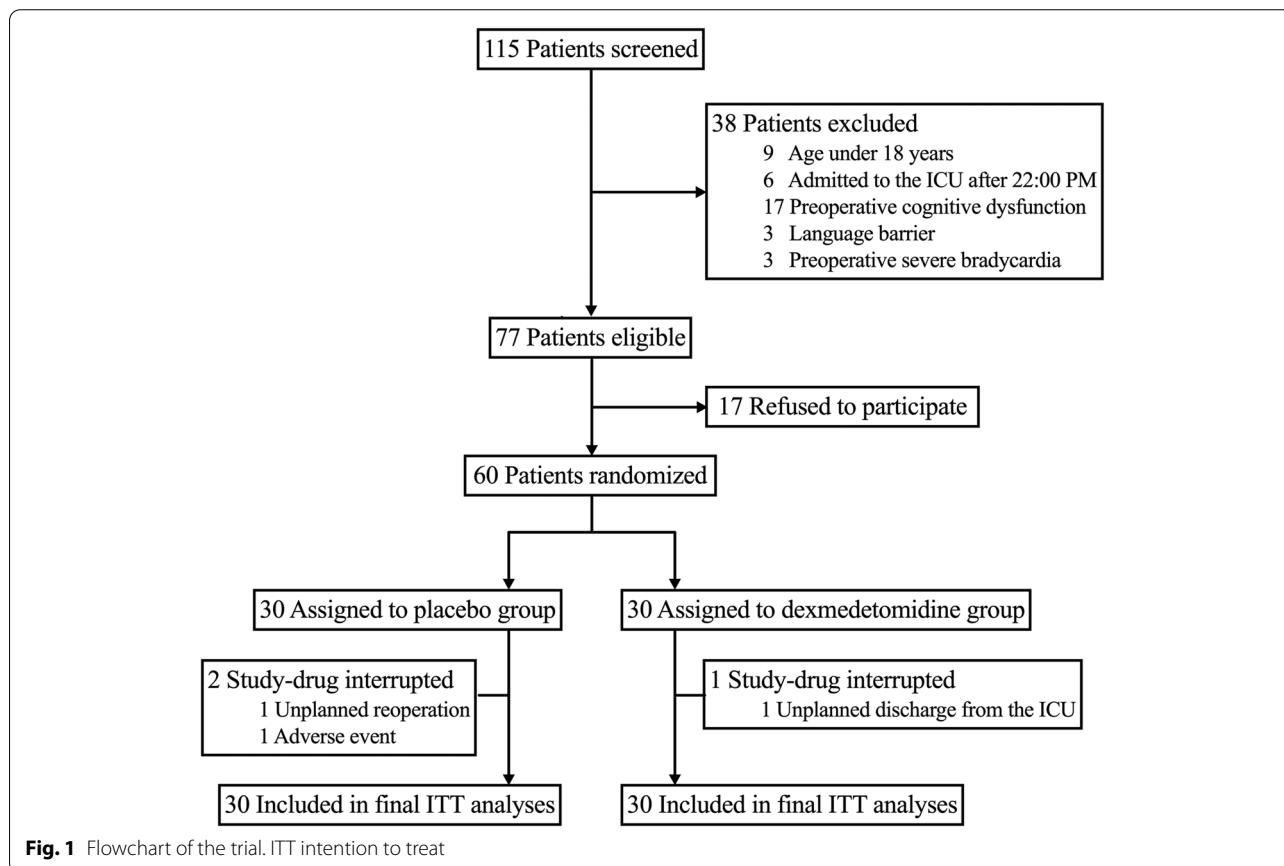 115 Patients screened
38 Patients excluded
9 Age under 18 years
6 Admitted to the ICU after 22:00 PM
17 Preoperative cognitive dysfunction
3 Language barrier
3 Preoperative severe bradycardia
77 Patients eligible
17 Refused to participate
60 Patients randomized
30 Assigned to placebo group
30 Assigned to dexmedetomidine group
2 Study-drug interrupted
1 Unplanned reoperation
1 Adverse event
1 Study-drug interrupted
1 Unplanned discharge from the ICU
30 Included in final ITT analyses
30 Included in final ITT analyses
Fig. 1 Flowchart of the trial. ITT intention to treat